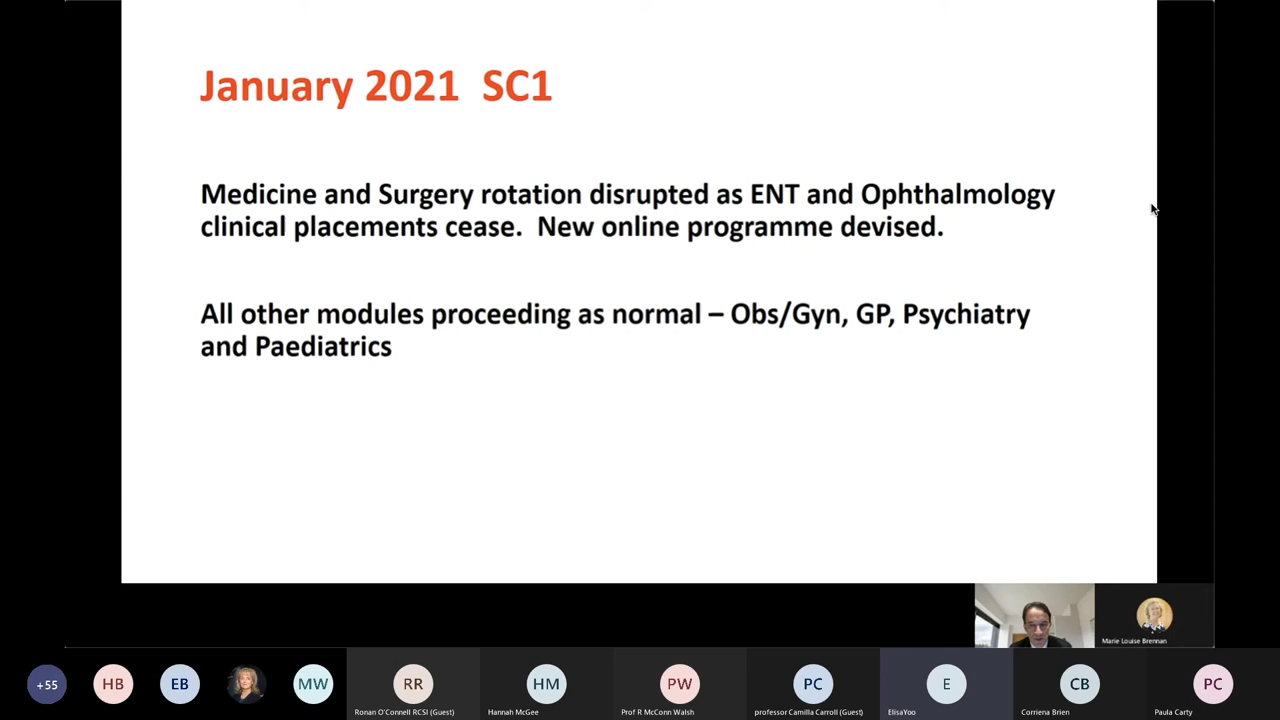 January 2021 SC1
Medicine and Surgery rotation disrupted as ENT and Ophthalmology
clinical placements cease. New online programme devised.
All other modules proceeding as normal – Obs/Gyn, GP, Psychiatry
and Paediatrics
Marie Louise Brennan
+55
HB
EB
MW
RR
HM
PW
PC
E
CB
PC
Ronan O'Connell RCSI (Guest)
Hannah McGee
Prof R McConn Walsh
professor Camilla Carroll (Guest)
ElisaYoo
Corriena Brien
Paula Carty